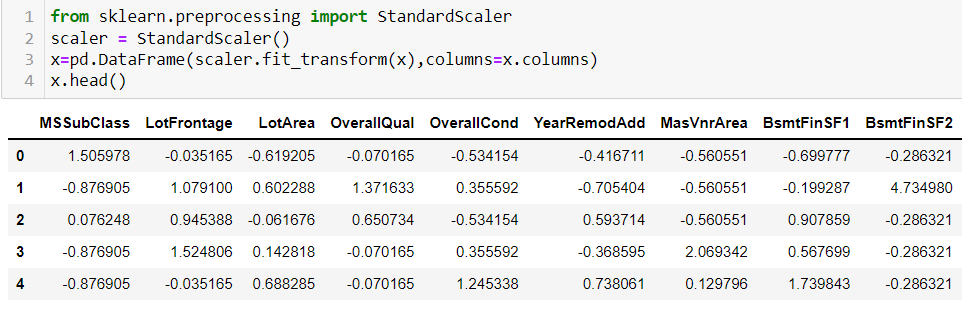 1 from sklearn.preprocessing import StandardScaler
2 scaler = StandardScaler()
3 x=pd.DataFrame(scaler.fit_transform(x),columns=x.columns)
4 x.head()
MSSubClass LotFrontage LotArea OverallQual OverallCond YearRemodAdd MasVnrArea BsmtFinSF1 BsmtFinSF2
0 1.505978 -0.035165 -0.619205 -0.070165 -0.534154 -0.416711 -0.560551 -0.699777 -0.286321
1 -0.876905 1.079100 0.602288 1.371633 0.355592 -0.705404 -0.560551 -0.199287 4.734980
2 0.076248 0.945388 -0.061676 0.650734 -0.534154 0.593714 -0.560551 0.907859 -0.286321
3 -0.876905 1.524806 0.142818 -0.070165 0.355592 -0.368595 2.069342 0.567699 -0.286321
4 -0.876905 -0.035165 0.688285 -0.070165 1.245338 0.738061 0.129796 1.739843 -0.286321